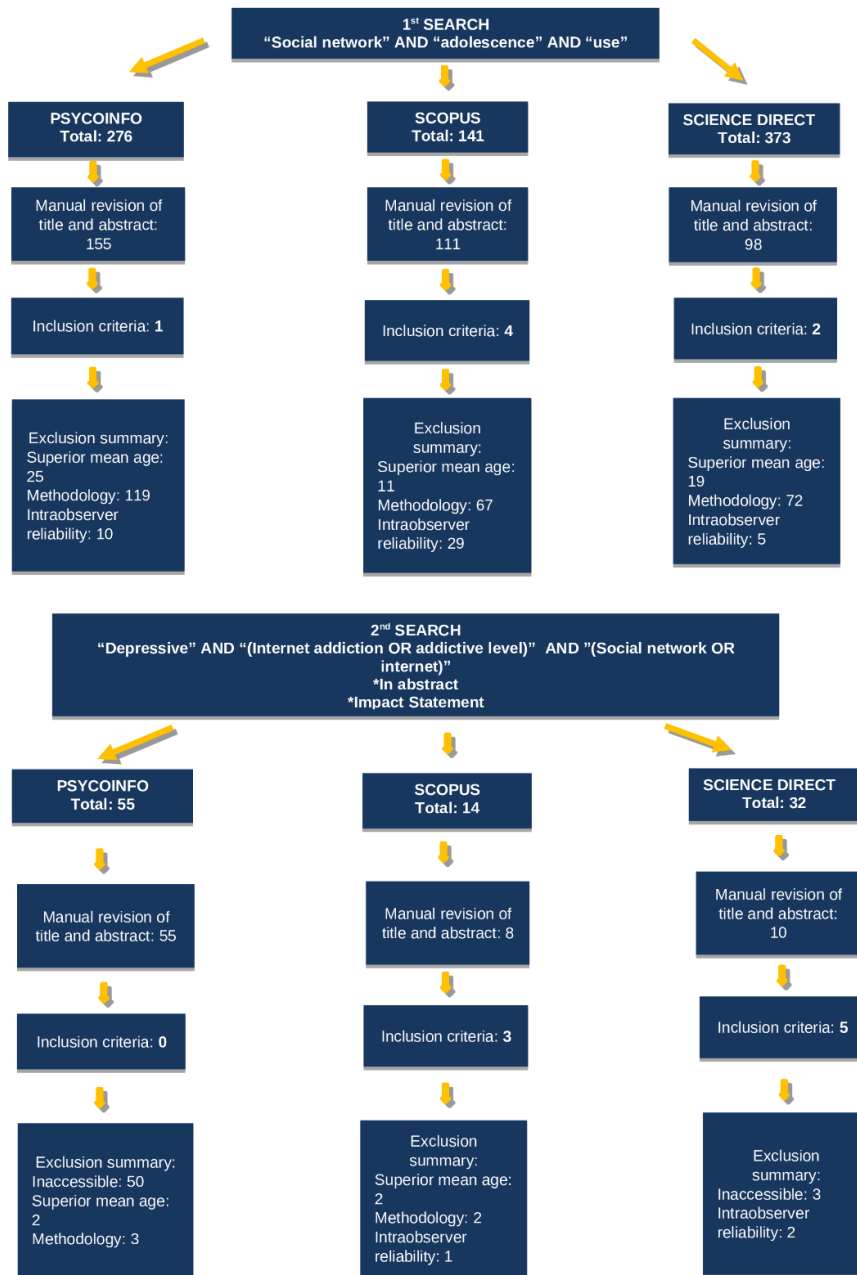 1st SEARCH
“Social network” AND “adolescence” AND “use”
PSYCOINFO
Total: 276
SCOPUS
Total: 141
SCIENCE DIRECT
Total: 373
Manual revision of
title and abstract:
155
Manual revision of
title and abstract:
111
Manual revision of
title and abstract:
98
Inclusion criteria: 1
Inclusion criteria: 4
Inclusion criteria: 2
Exclusion summary:
Superior mean age:
25
Methodology: 119
Intraobserver
reliability: 10
Exclusion
summary:
Superior mean age:
11
Methodology: 67
Intraobserver
reliability: 29
Exclusion
summary:
Superior mean age:
19
Methodology: 72
Intraobserver
reliability: 5
2nd SEARCH
“Depressive” AND “(Internet addiction OR addictive level)” AND ”(Social network OR
internet)”
*In abstract
*Impact Statement
PSYCOINFO
Total: 55
SCOPUS
Total: 14
SCIENCE DIRECT
Total: 32
Manual revision of
title and abstract: 55
Manual revision of
title and abstract: 8
Manual revision of
title and abstract:
10
Inclusion criteria: 0
Inclusion criteria: 3
Inclusion criteria: 5
Exclusion summary:
Inaccessible: 50
Superior mean age:
2
Methodology: 3
Exclusion
summary:
Superior mean age:
2
Methodology: 2
Intraobserver
reliability: 1
Exclusion
summary:
Inaccessible: 3
Intraobserver
reliability: 2